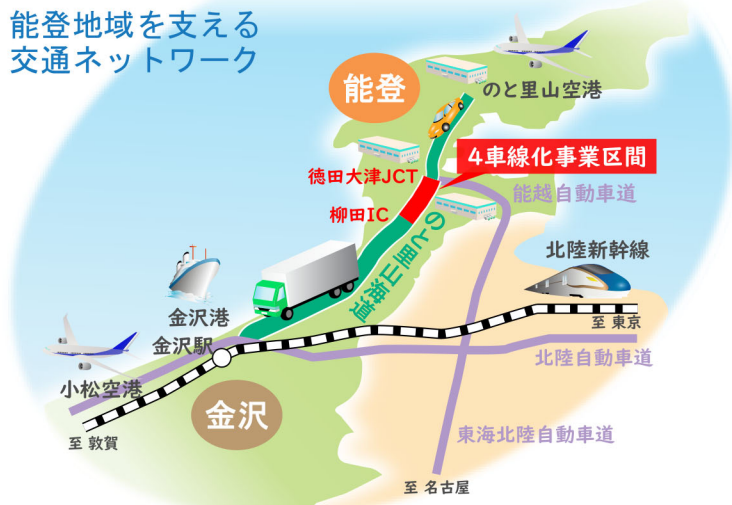 能登地域を支える
交通ネットワーク
能登
のと里山空港
4車線化事業区間
徳田大津JCT
能越自動車道
柳田IC
のと里山海道
北陸新幹線
金沢港
至 東京
金沢駅
北陸自動車道
小松空港
金沢
東海北陸自動車道
至 敦賀
至 名古屋